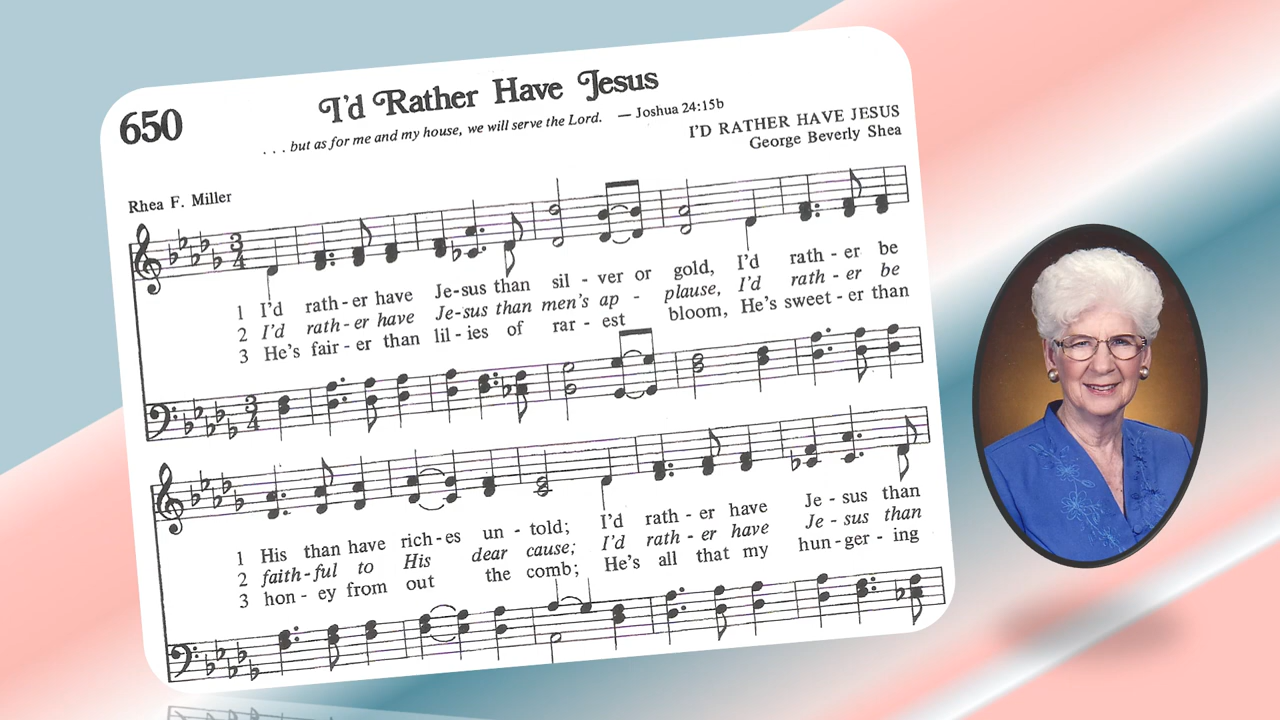 650
I'd Rather Have Jesus
. . . but as for me and my house, we will serve the Lord. — Joshua 24:15b
I'D RATHER HAVE JESUS
George Beverly Shea
Rhea F. Miller
3
4
1 I'd rath - er have Je-sus than sil - ver or gold, I'd rath - er be
2 I'd rath - er have Je-sus than men's ap - plause, I'd rath - er be
3 He's fair - er than lil - ies of rar - est bloom, He's sweet - er than
3
4
1 His than have rich - es un - told; I'd rath - er have Je - sus than
2 faith - ful to His dear cause; I'd rath - er have Je - sus than
3 hon - ey from out the comb; He's all that my hun - ger - ing